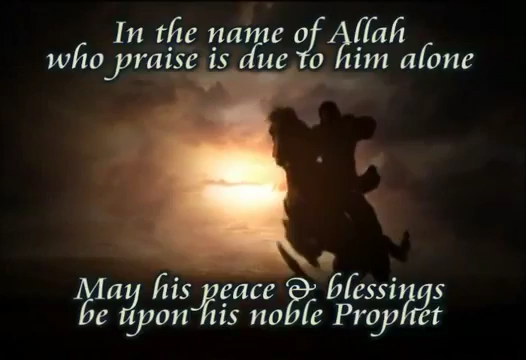 In the name of Allah
who praise is due to him alone
May his peace & blessings
be upon his noble Prophet